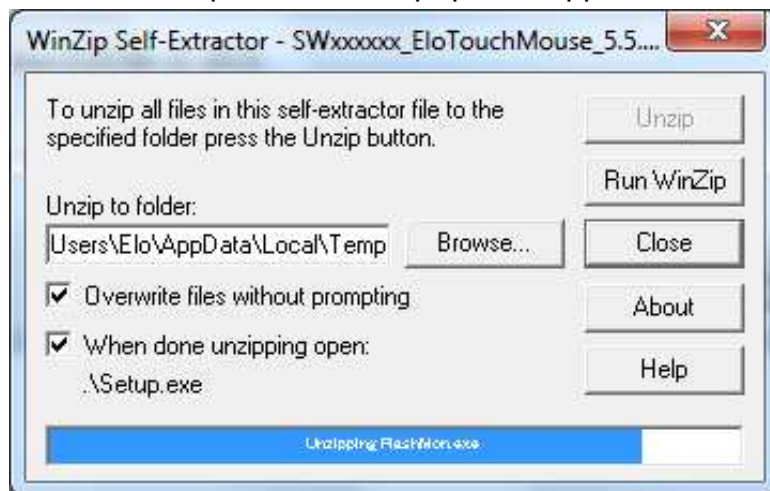 WinZip Self-Extractor - SWxxxxxx_EloTouchMouse_5.5....
To unzip all files in this self-extractor file to the
specified folder press the Unzip button.
Unzip to folder:
Users\Elo\AppData\Local\Temp
Browse...
Overwrite files without prompting
When done unzipping open:
.\Setup.exe
Unzip
Run WinZip
Close
About
Help
Unzipping FlashMon.exe